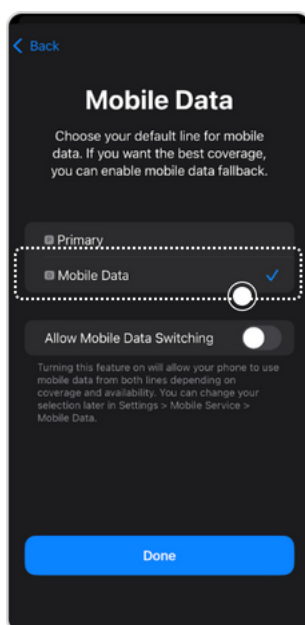 Back
Mobile Data
Choose your default line for mobile
data. If you want the best coverage,
you can enable mobile data fallback.
Primary
Mobile Data
Allow Mobile Data Switching
Turning this feature on will allow your phone to use
mobile data from both lines depending on
coverage and availability. You can change your
selection later in Settings > Mobile Service >
Mobile Data.
Done